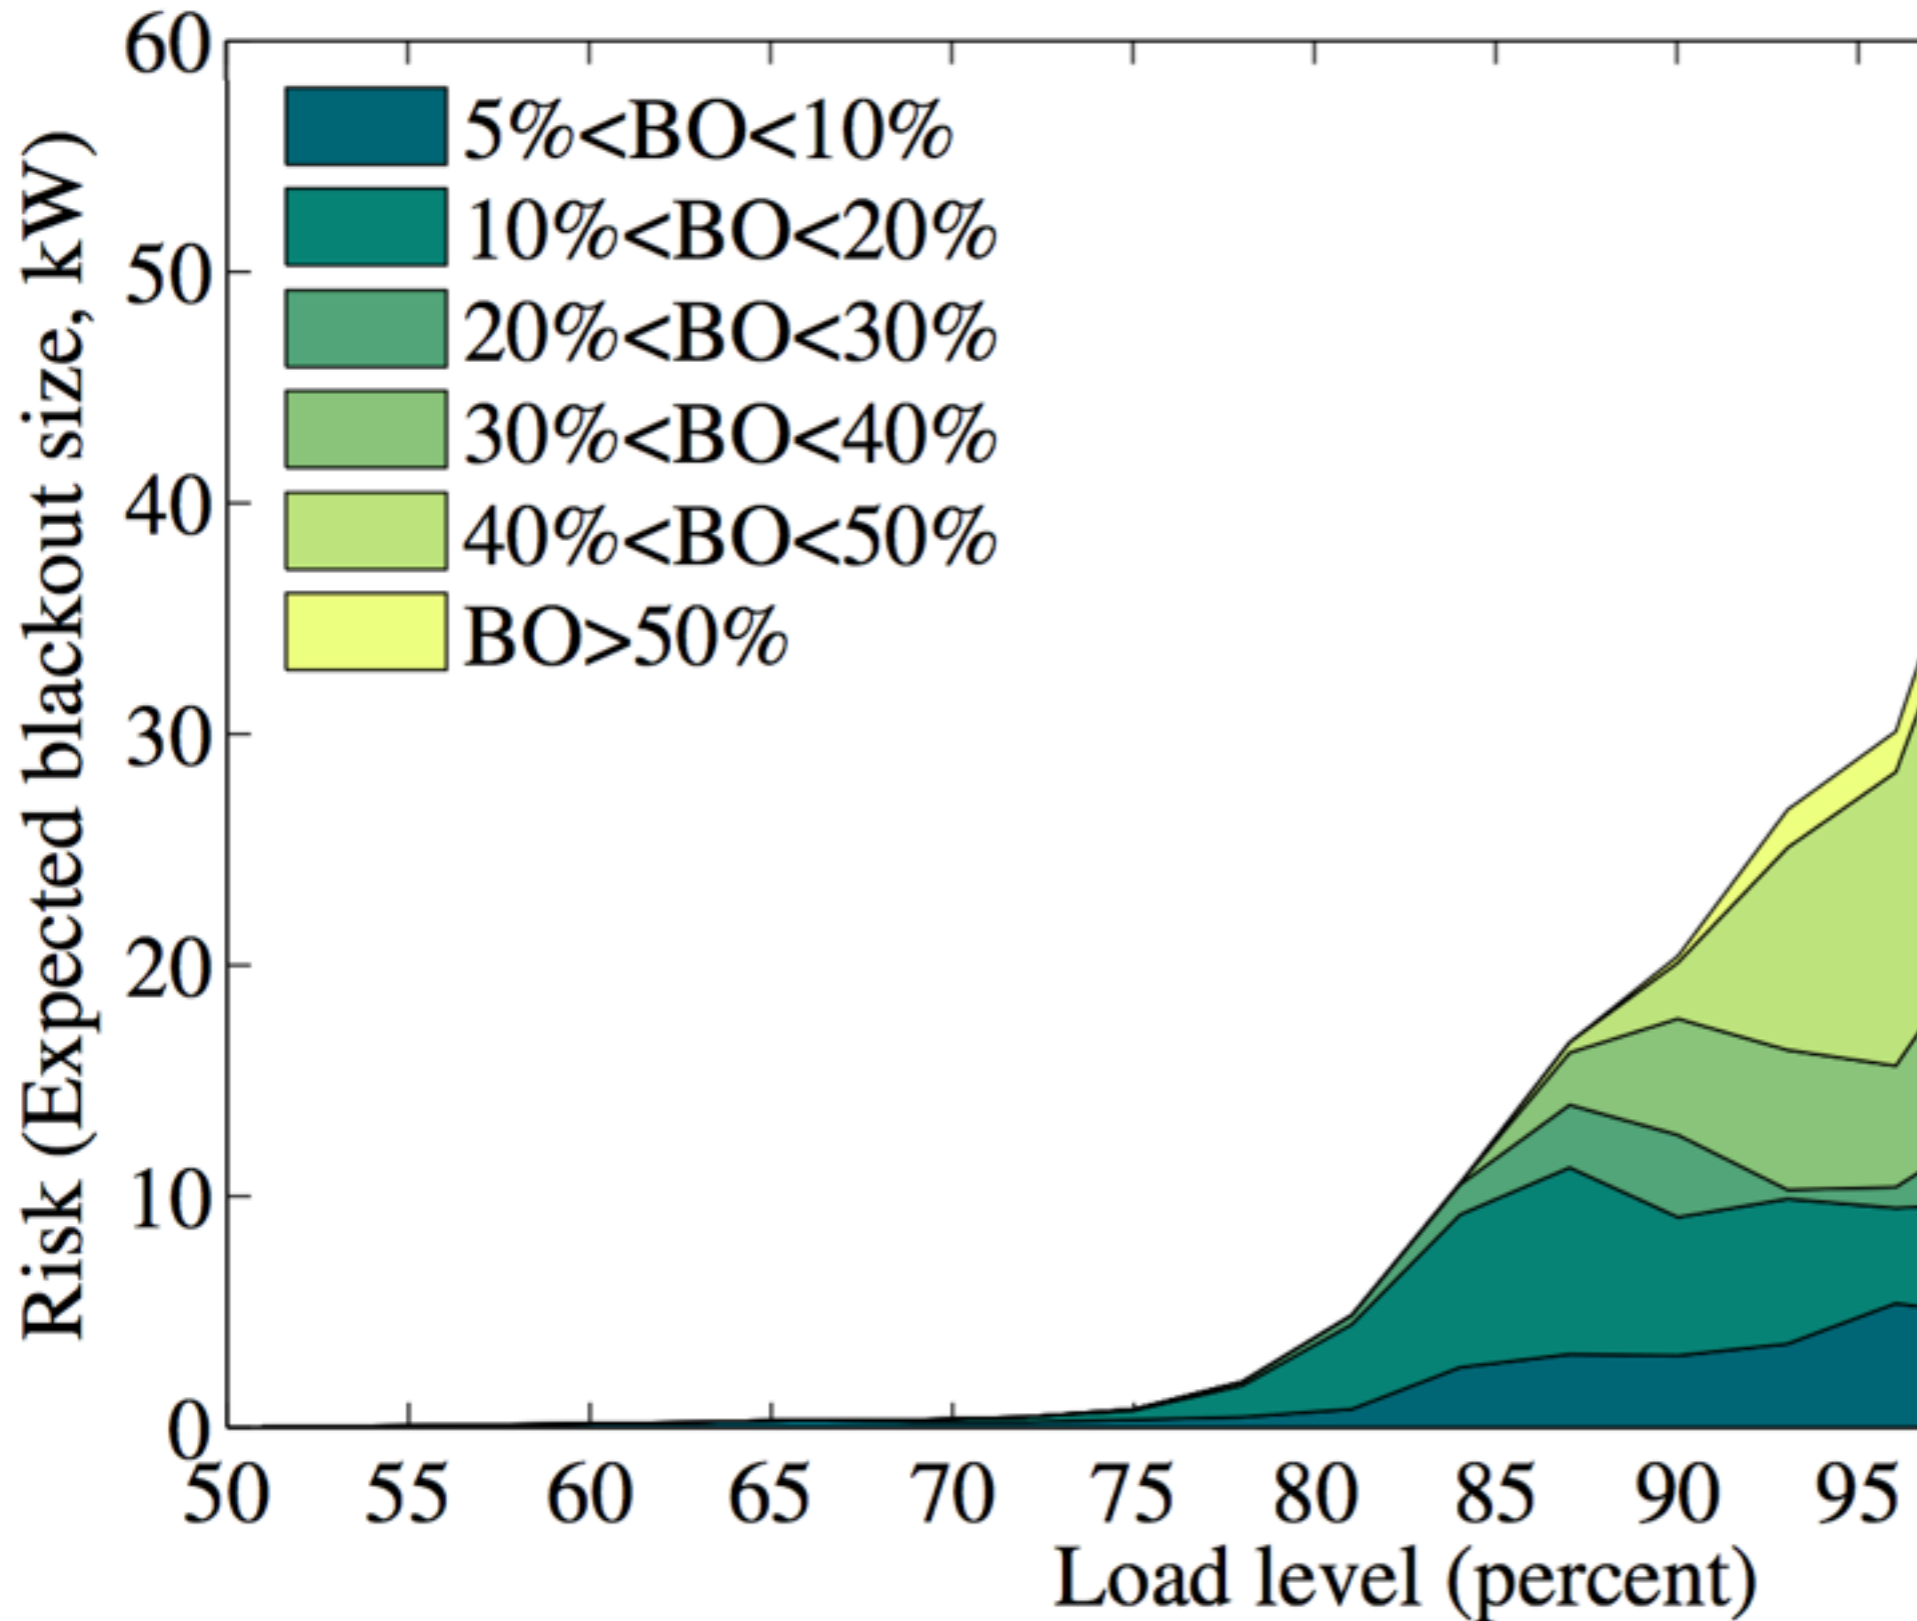 Risk (Expected blackout size, kW)
60
50
40
30
20
10
0
5%<BO<10%
10%<BO<20%
20%<BO<30%
30%<BO<40%
40%<BO<50%
BO>50%
50 55 60 65 70 75 80 85 90 95
Load level (percent)